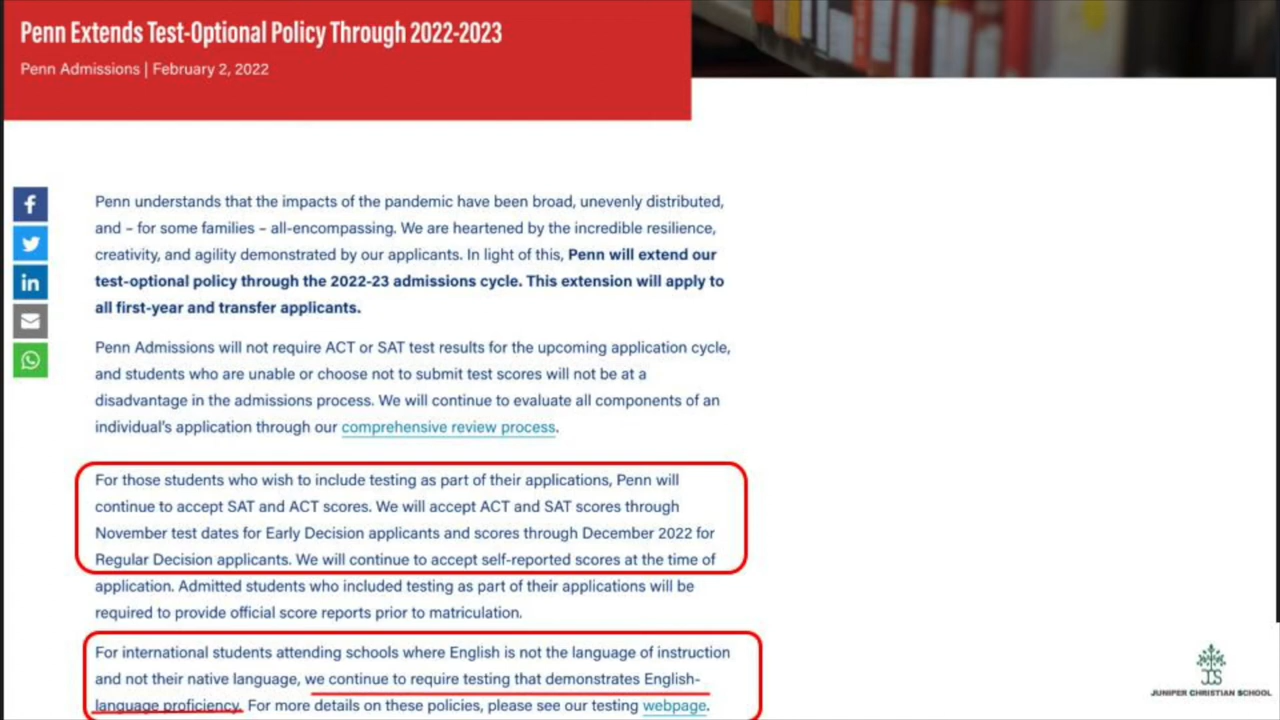 Penn Extends Test-Optional Policy Through 2022-2023
Penn Admissions | February 2, 2022
Penn understands that the impacts of the pandemic have been broad, unevenly distributed,
and – for some families – all-encompassing. We are heartened by the incredible resilience,
creativity, and agility demonstrated by our applicants. In light of this, Penn will extend our
test-optional policy through the 2022-23 admissions cycle. This extension will apply to
all first-year and transfer applicants.
Penn Admissions will not require ACT or SAT test results for the upcoming application cycle,
and students who are unable or choose not to submit test scores will not be at a
disadvantage in the admissions process. We will continue to evaluate all components of an
individual's application through our comprehensive review process.
For those students who wish to include testing as part of their applications, Penn will
continue to accept SAT and ACT scores. We will accept ACT and SAT scores through
November test dates for Early Decision applicants and scores through December 2022 for
Regular Decision applicants. We will continue to accept self-reported scores at the time of
application. Admitted students who included testing as part of their applications will be
required to provide official score reports prior to matriculation.
For international students attending schools where English is not the language of instruction
and not their native language, we continue to require testing that demonstrates English-
language proficiency. For more details on these policies, please see our testing webpage.
JCS
JUNIPER CHRISTIAN SCHOOL